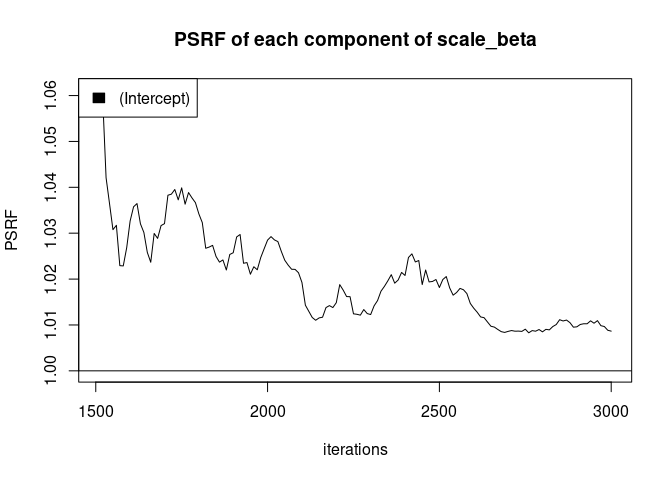 PSRF of each component of scale_beta
(Intercept)
PSRF
1.06
1.05
1.04
1.03
1.02
1.01
1.00
1500 2000 2500 3000
iterations